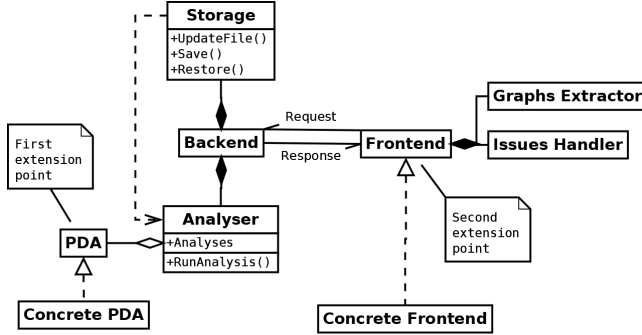 Storage
+UpdateFile()
+Save()
+Restore()
Request
Graphs Extractor
Backend
Frontend
Issues Handler
Response
First
extension
point
Analyser
+Analyses
+RunAnalysis()
PDA
Second
extension
point
Concrete PDA
Concrete Frontend